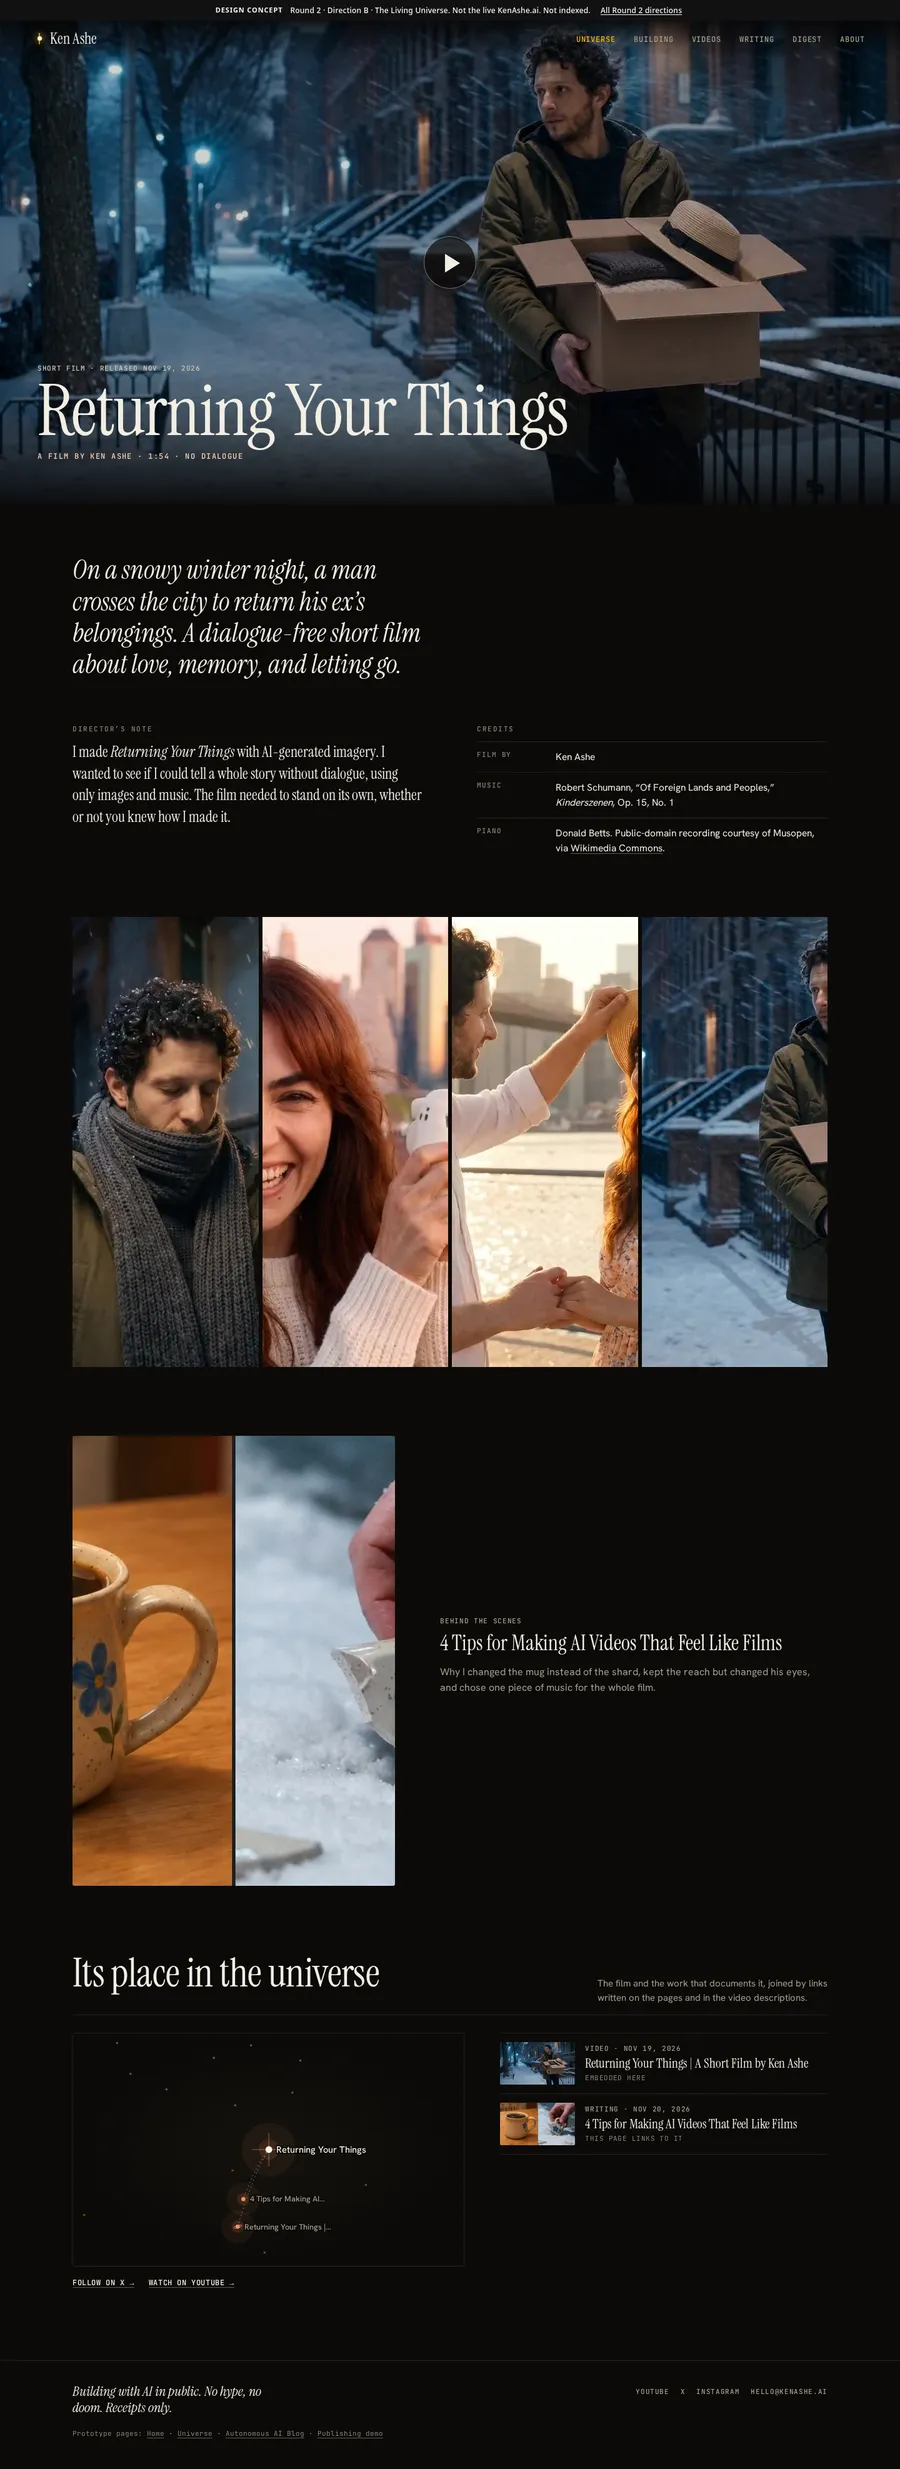 DESIGN CONCEPT Round 2 · Direction B · The Living Universe. Not the live KenAshe.ai. Not indexed. All Round 2 directions
Ken Ashe
UNIVERSE BUILDING VIDEOS WRITING DIGEST ABOUT
SHORT FILM · RELEASED NOV 19, 2026
Returning Your Things
A FILM BY KEN ASHE · 1:54 · NO DIALOGUE
On a snowy winter night, a man
crosses the city to return his ex’s
belongings. A dialogue-free short film
about love, memory, and letting go.
DIRECTOR’S NOTE
I made Returning Your Things with AI-generated imagery. I
wanted to see if I could tell a whole story without dialogue, using
only images and music. The film needed to stand on its own, whether
or not you knew how I made it.
CREDITS
FILM BY Ken Ashe
MUSIC Robert Schumann, “Of Foreign Lands and Peoples,”
Kinderszenen, Op. 15, No. 1
PIANO Donald Betts. Public-domain recording courtesy of Musopen,
via Wikimedia Commons.
BEHIND THE SCENES
4 Tips for Making AI Videos That Feel Like Films
Why I changed the mug instead of the shard, kept the reach but changed his eyes,
and chose one piece of music for the whole film.
Its place in the universe
The film and the work that documents it, joined by links
written on the pages and in the video descriptions.
Returning Your Things
4 Tips for Making AI…
Returning Your Things |…
VIDEO · NOV 19, 2026
Returning Your Things | A Short Film by Ken Ashe
EMBEDDED HERE
WRITING · NOV 20, 2026
4 Tips for Making AI Videos That Feel Like Films
THIS PAGE LINKS TO IT
FOLLOW ON X → WATCH ON YOUTUBE →
Building with AI in public. No hype, no
doom. Receipts only.
YOUTUBE X INSTAGRAM HELLO@KENASHE.AI
Prototype pages: Home · Universe · Autonomous AI Blog · Publishing demo